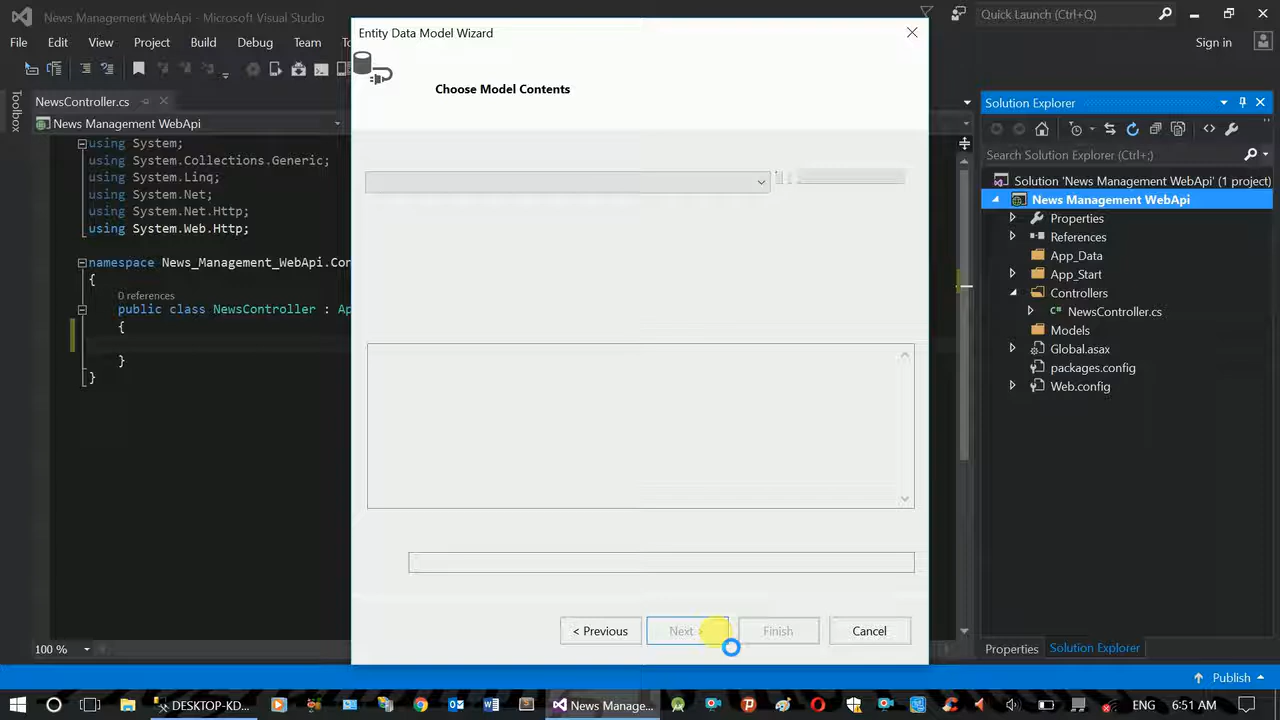 News Management WebApi - Microsoft Visual Studio
Quick Launch (Ctrl+Q)
File Edit View Project Build Debug Team
Sign in
Toolbox
NewsController.cs
News Management WebApi
using System;
using System.Collections.Generic;
using System.Linq;
using System.Net;
using System.Net.Http;
using System.Web.Http;
namespace News_Management_WebApi.Con
{
0 references
public class NewsController : Ap
{
}
}
100 %
Entity Data Model Wizard
Choose Model Contents
< Previous
Next >
Finish
Cancel
Solution Explorer
Search Solution Explorer (Ctrl+;)
Solution 'News Management WebApi' (1 project)
News Management WebApi
Properties
References
App_Data
App_Start
Controllers
C# NewsController.cs
Models
Global.asax
packages.config
Web.config
Properties Solution Explorer
Publish
DESKTOP-KD...
News Manage...
ENG
6:51 AM